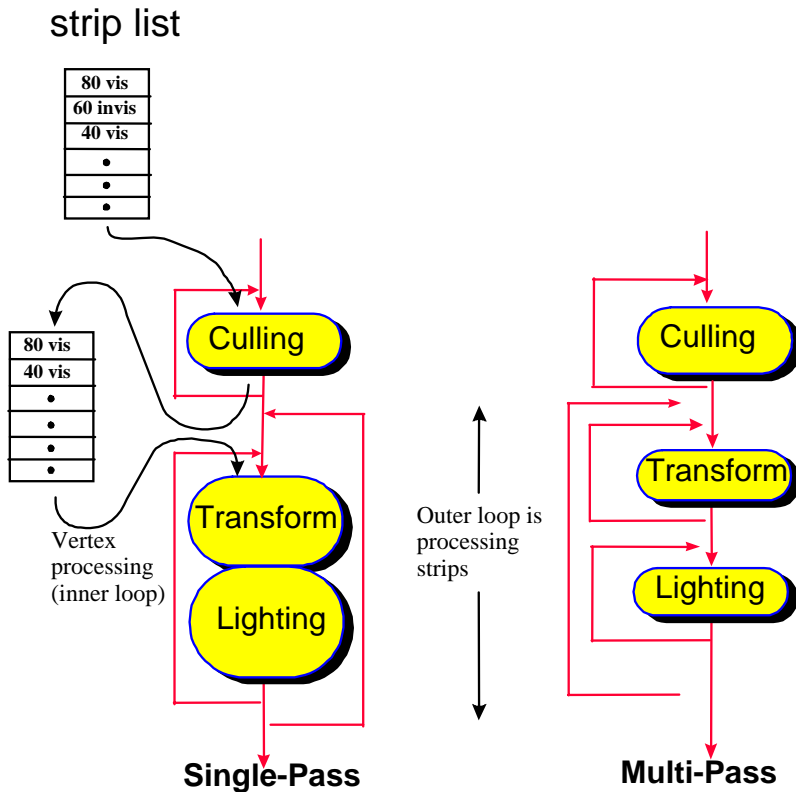 strip list
80 vis
60 invis
40 vis
Culling
80 vis
40 vis
Transform
Lighting
Vertex
processing
(inner loop)
Single-Pass
Outer loop is
processing
strips
Culling
Transform
Lighting
Multi-Pass